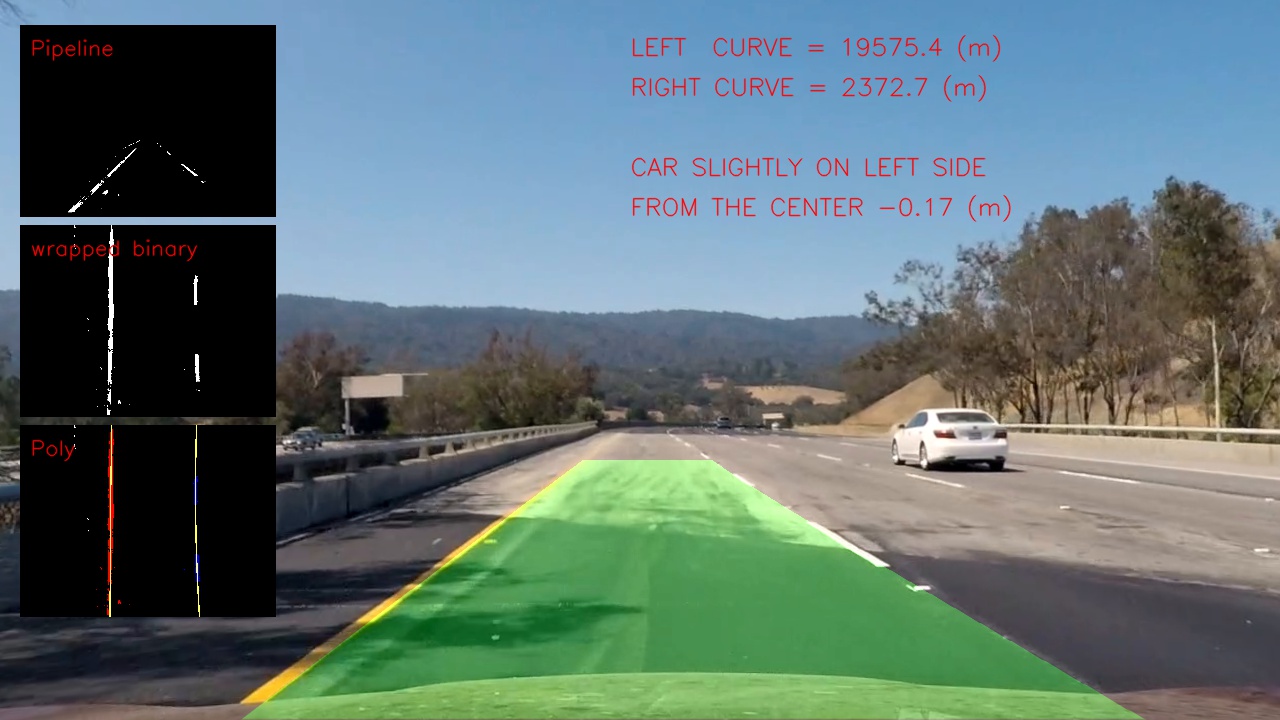 Pipeline
wrapped binary
Poly
LEFT CURVE = 19575.4 (m)
RIGHT CURVE = 2372.7 (m)
CAR SLIGHTLY ON LEFT SIDE
FROM THE CENTER -0.17 (m)